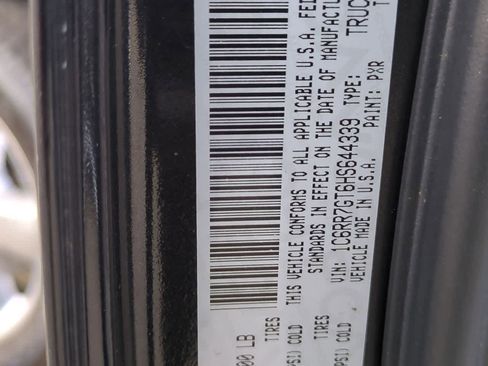 00 LB TIRES PSI) COLD TIRES PSI) COLD
THIS VEHICLE CONFORMS TO ALL APPLICABLE U.S.A. FED
STANDARDS IN EFFECT ON THE DATE OF MANUFACTU
VIN: 1C6RR7GT6HS644339 TYPE: TRUC
VEHICLE MADE IN U.S.A. PAINT: PXR